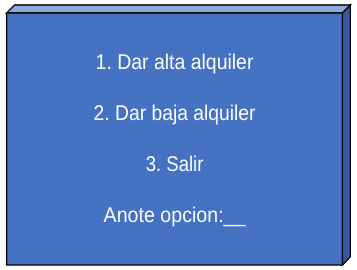 1. Dar alta alquiler
2. Dar baja alquiler
3. Salir
Anote opcion:__